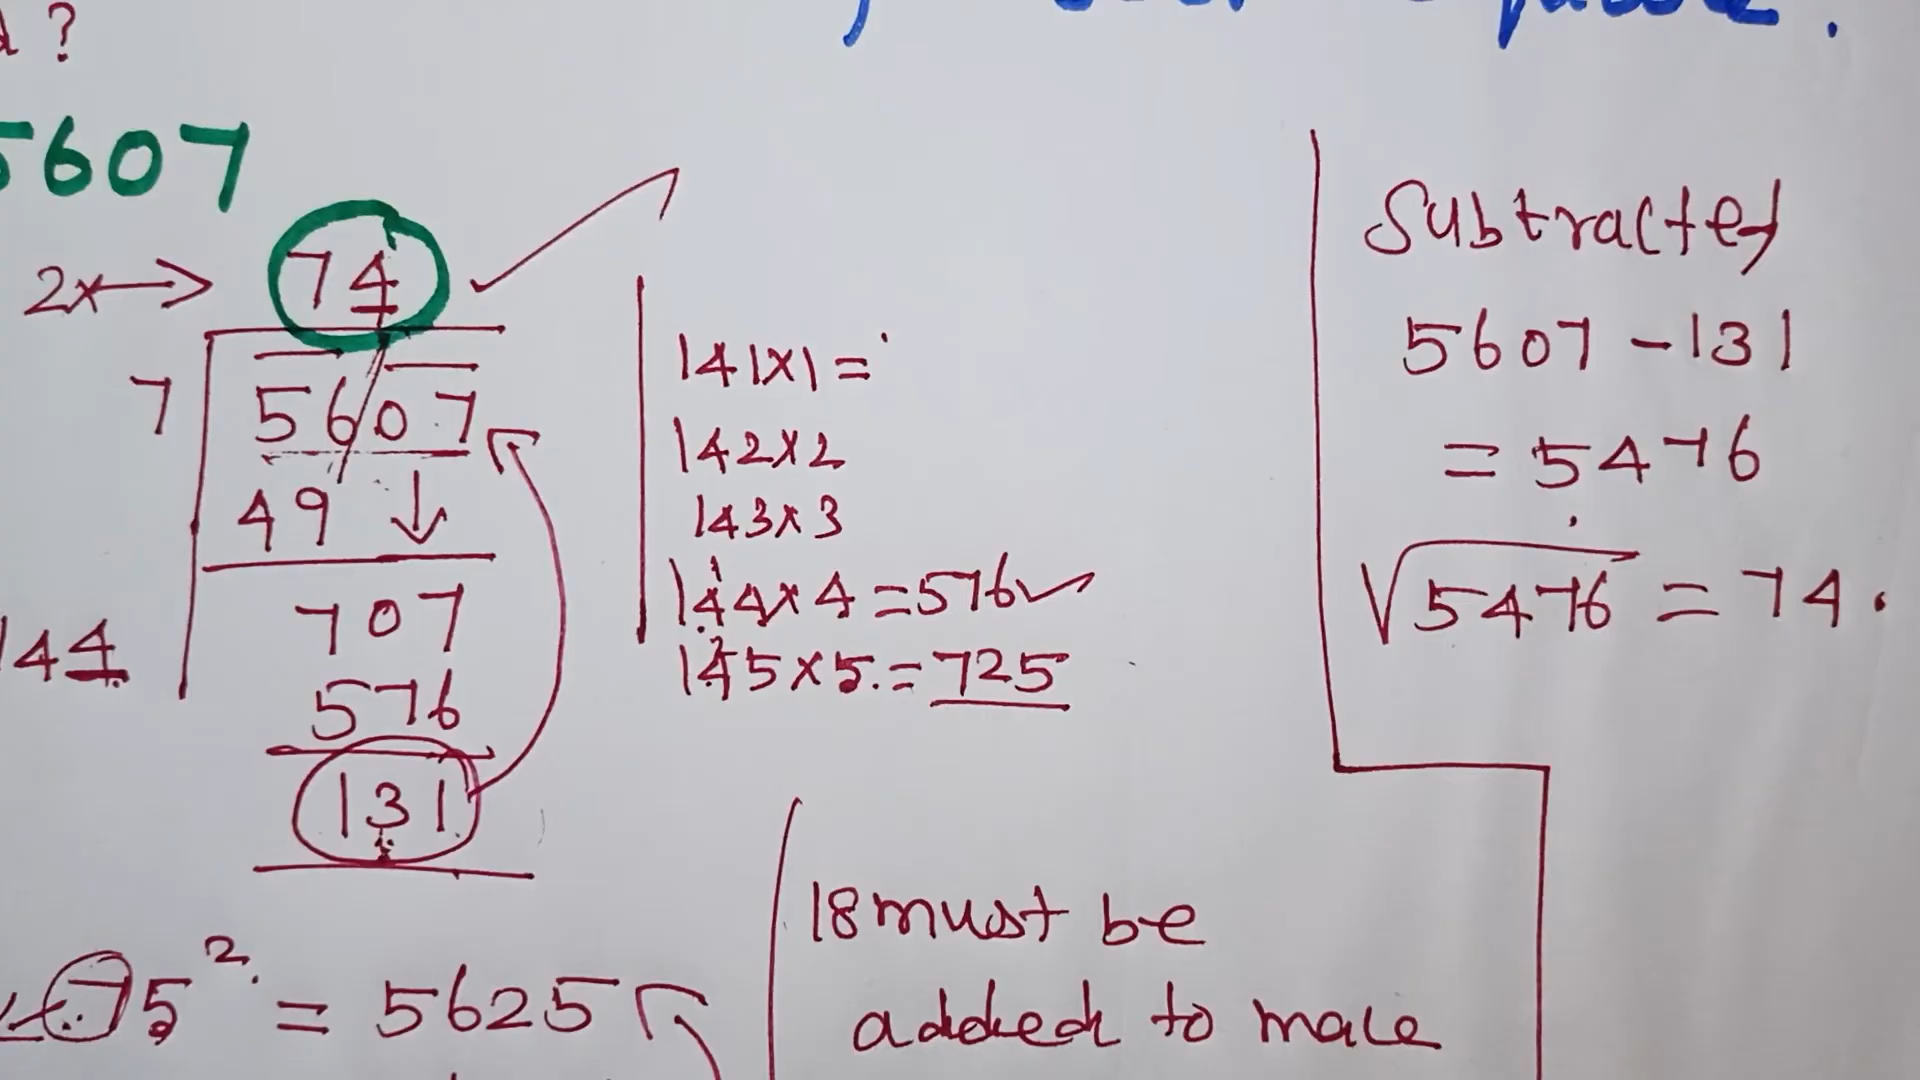 ?
5607
2x→ 74
7 5607
49 ↓
707
144 576
131
75² = 5625
141x1=
142x2
143x3
144x4=576✓
145x5.=725
18 must be
added to make
Subtracted
5607-131
=5476
√5476=74.